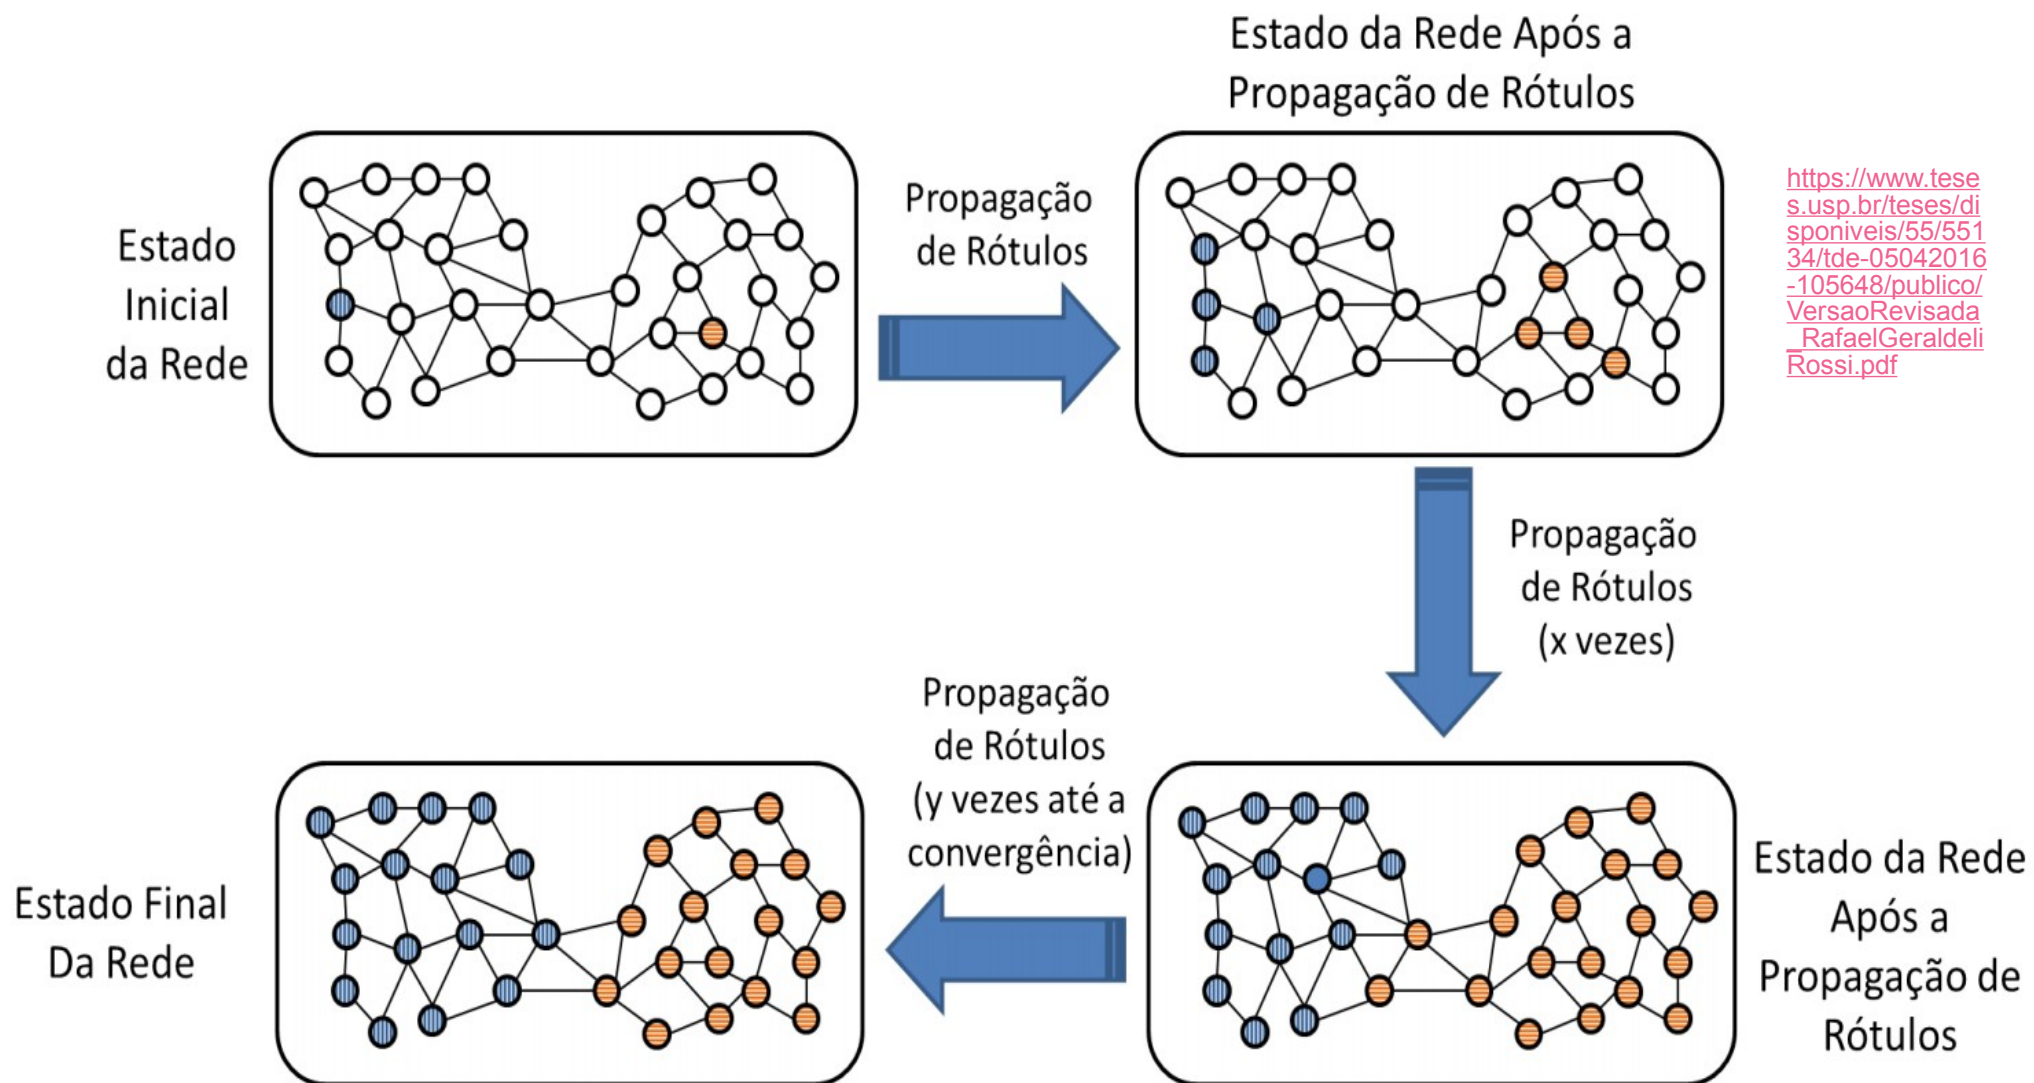 Estado da Rede Após a
Propagação de Rótulos
Estado
Inicial
da Rede
Propagação
de Rótulos
https://www.tese
s.usp.br/teses/di
sponiveis/55/551
34/tde-05042016
-105648/publico/
VersaoRevisada
_RafaelGeraldeli
Rossi.pdf
Propagação
de Rótulos
(x vezes)
Propagação
de Rótulos
(y vezes até a
convergência)
Estado Final
Da Rede
Estado da Rede
Após a
Propagação de
Rótulos